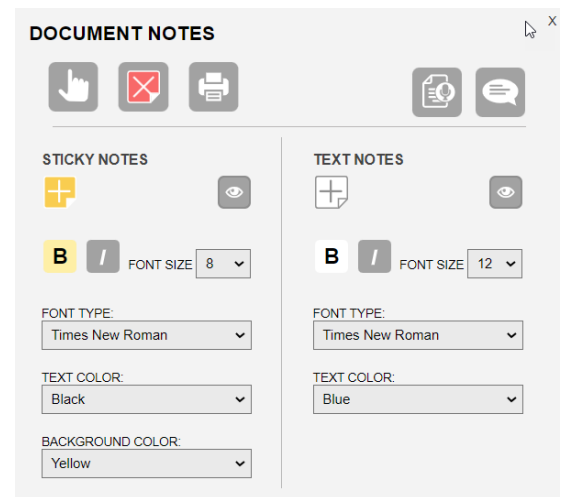 DOCUMENT NOTES
X
STICKY NOTES
B I FONT SIZE 8
FONT TYPE:
Times New Roman
TEXT COLOR:
Black
BACKGROUND COLOR:
Yellow
TEXT NOTES
B I FONT SIZE 12
FONT TYPE:
Times New Roman
TEXT COLOR:
Blue